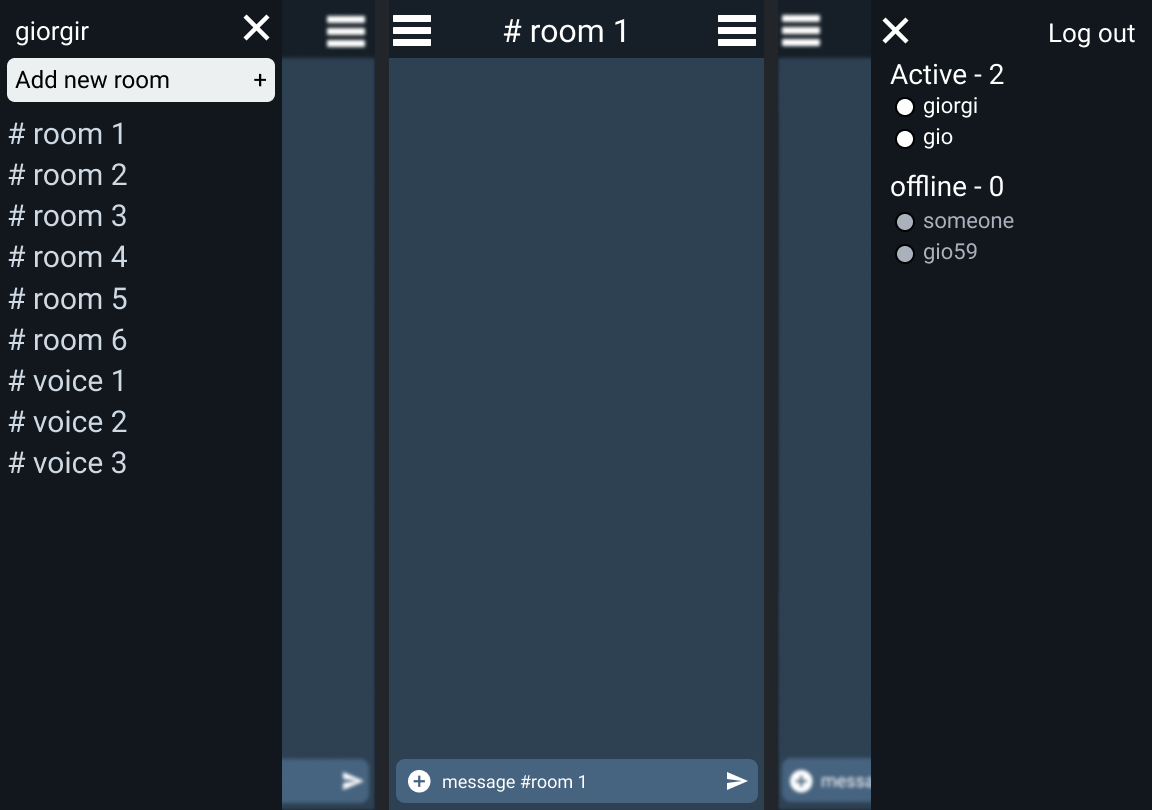 giorgir
Add new room +
# room 1
# room 2
# room 3
# room 4
# room 5
# room 6
# voice 1
# voice 2
# voice 3
# room 1
message #room 1
Log out
Active - 2
giorgi
gio
offline - 0
someone
gio59
messa